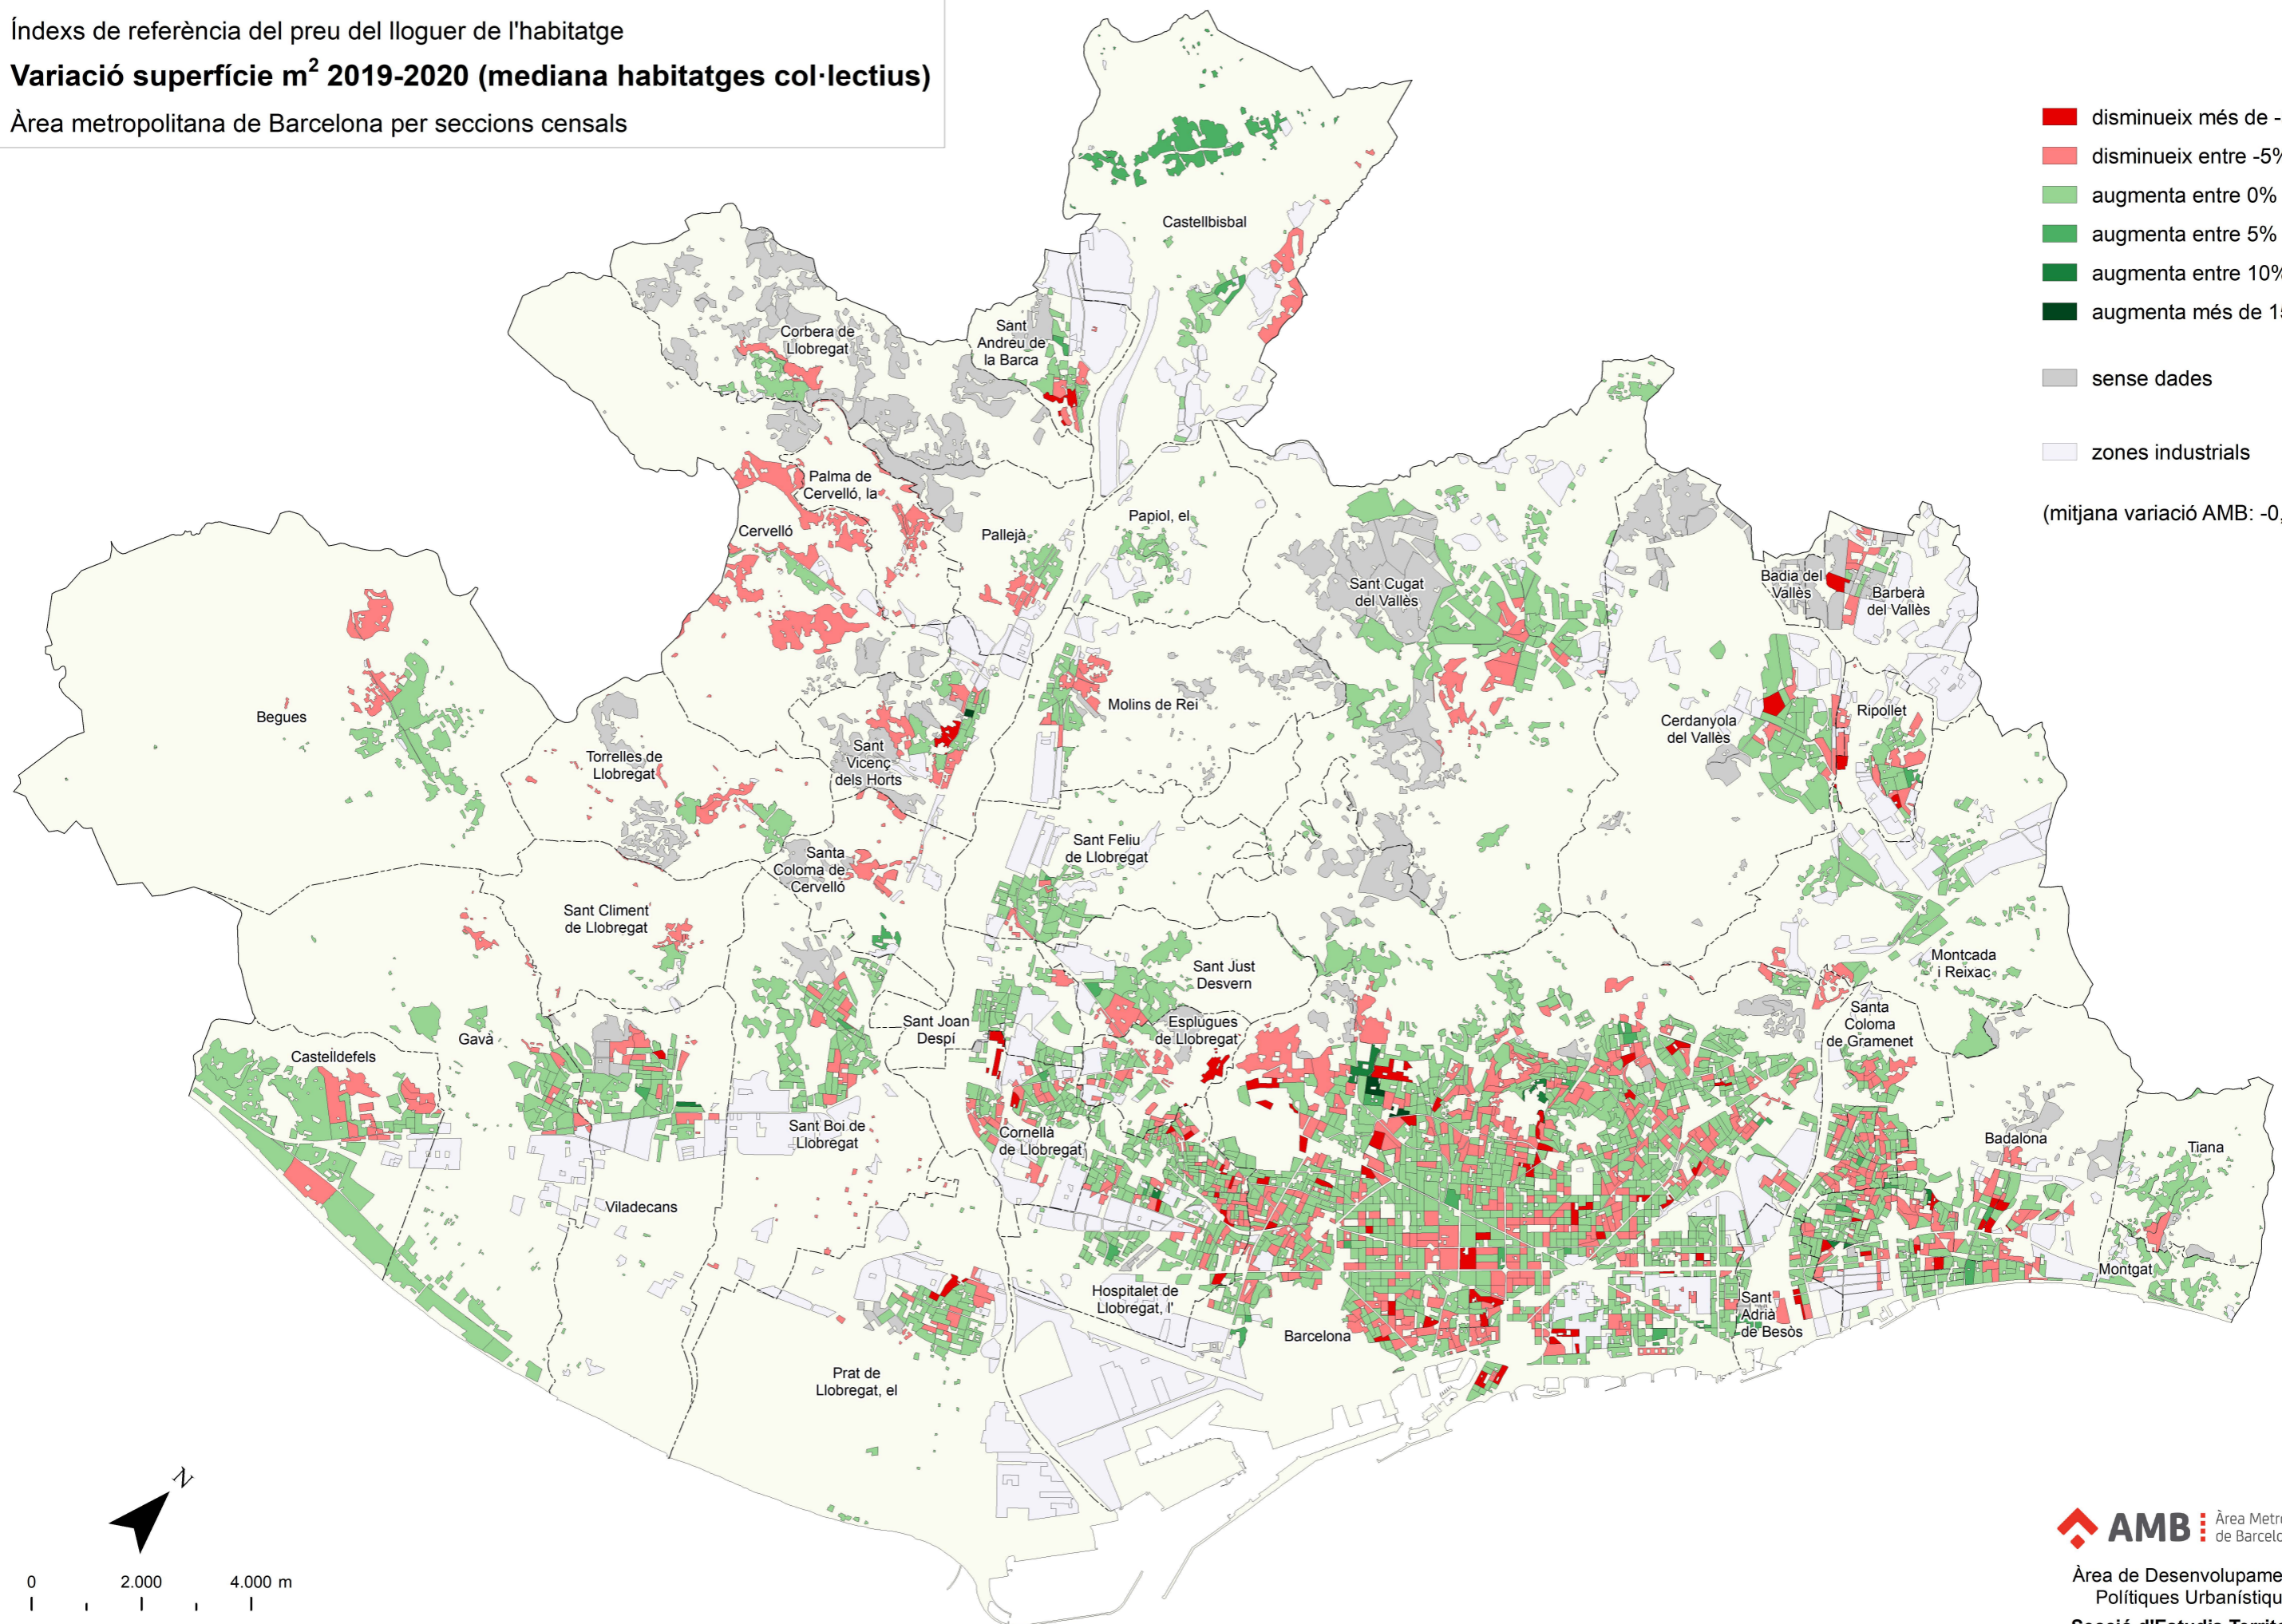 Índexs de referència del preu del lloguer de l'habitatge
Variació superfície m² 2019-2020 (mediana habitatges col·lectius)
Àrea metropolitana de Barcelona per seccions censals
disminueix més de -
disminueix entre -5%
augmenta entre 0%
augmenta entre 5%
augmenta entre 10%
augmenta més de 15
sense dades
zones industrials
(mitjana variació AMB: -0,
Castellbisbal
Corbera de
Llobregat
Sant
Andreu de
la Barca
Palma de
Cervelló, la
Cervelló
Pallejà
Papiol, el
Sant Cugat
del Vallès
Badia del
Vallès
Barberà
del Vallès
Begues
Molins de Rei
Cerdanyola
del Vallès
Ripollet
Torrelles de
Llobregat
Sant
Vicenç
dels Horts
Santa
Coloma de
Cervelló
Sant Feliu
de Llobregat
Sant Climent
de Llobregat
Sant Just
Desvern
Montcada
i Reixac
Castelldefels
Gavà
Sant Joan
Despí
Esplugues
de Llobregat
Santa
Coloma
de Gramenet
Sant Boi de
Llobregat
Cornellà
de Llobregat
Badalona
Tiana
Viladecans
Montgat
Hospitalet de
Llobregat, l'
Barcelona
Sant
Adrià
de Besòs
Prat de
Llobregat, el
N
0 2.000 4.000 m
AMB Àrea Metro
de Barcelo
Àrea de Desenvolupame
Polítiques Urbanístiqu